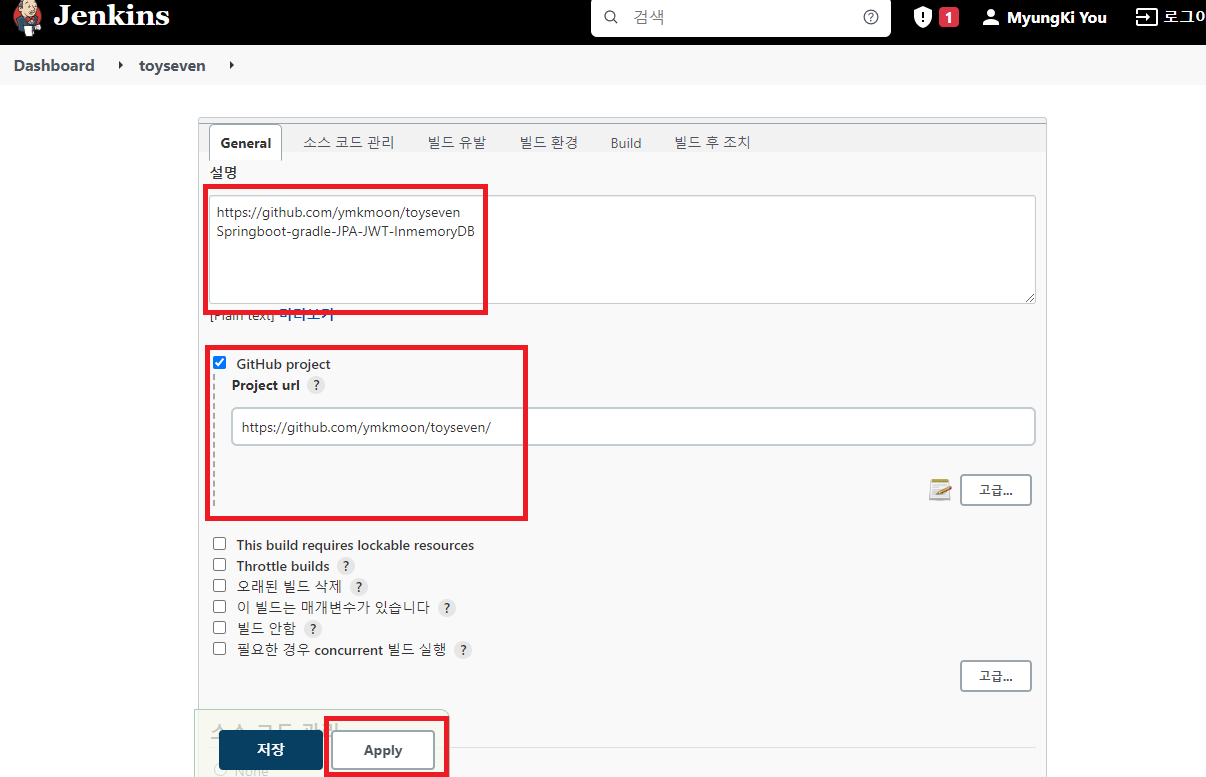 Jenkins
검색
1
MyungKi You
로그아
Dashboard
toyseven
General
소스 코드 관리
빌드 유발
빌드 환경
Build
빌드 후 조치
설명
https://github.com/ymkmoon/toyseven
Springboot-gradle-JPA-JWT-InmemoryDB
[Plain text] 미리보기
GitHub project
Project url ?
https://github.com/ymkmoon/toyseven/
고급...
This build requires lockable resources
Throttle builds ?
오래된 빌드 삭제 ?
이 빌드는 매개변수가 있습니다 ?
빌드 안함 ?
필요한 경우 concurrent 빌드 실행 ?
고급...
소스 코드 관리
저장
Apply
None